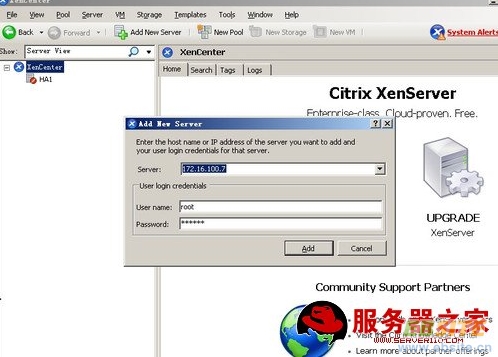 File View Pool Server VM Storage Templates Tools Window Help
Back Forward Add New Server New Pool New Storage New VM System Alerts
Show: Server View
XenCenter
HA1
XenCenter
Home Search Tags Logs
Citrix XenServer
Enterprise-class. Cloud-proven. Free.
Add New Server
Enter the host name or IP address of the server you want to add and
your user login credentials for that server.
Server: 172.16.100.7
User login credentials
User name: root
Password: ******
Add Cancel
UPGRADE
XenServer
Community Support Partners
服务器之家
WWW.SERVER110.COM
Visit the Citrix Knowledge Center
Learn more about partner offerings